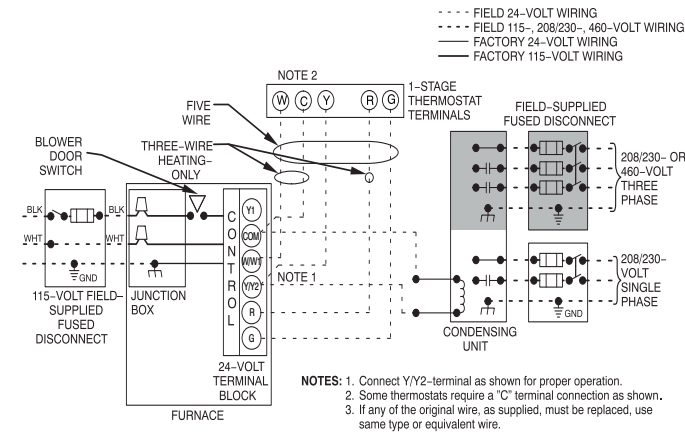 FIELD 24-VOLT WIRING
FIELD 115-, 208/230-, 460-VOLT WIRING
FACTORY 24-VOLT WIRING
FACTORY 115-VOLT WIRING
NOTE 2
W C Y R G
1-STAGE
THERMOSTAT
TERMINALS
FIVE
WIRE
THREE-WIRE
HEATING-
ONLY
BLOWER
DOOR
SWITCH
FIELD-SUPPLIED
FUSED DISCONNECT
208/230- OR
460-VOLT
THREE
PHASE
BLK
BLK
WHT
WHT
GND
CONTROL
Y1
COM
W/W1
Y/Y2
R
G
NOTE 1
208/230-
VOLT
SINGLE
PHASE
GND
115-VOLT FIELD-
SUPPLIED
FUSED
DISCONNECT
JUNCTION
BOX
24-VOLT
TERMINAL
BLOCK
FURNACE
CONDENSING
UNIT
NOTES: 1. Connect Y/Y2-terminal as shown for proper operation.
2. Some thermostats require a "C" terminal connection as shown.
3. If any of the original wire, as supplied, must be replaced, use
same type or equivalent wire.